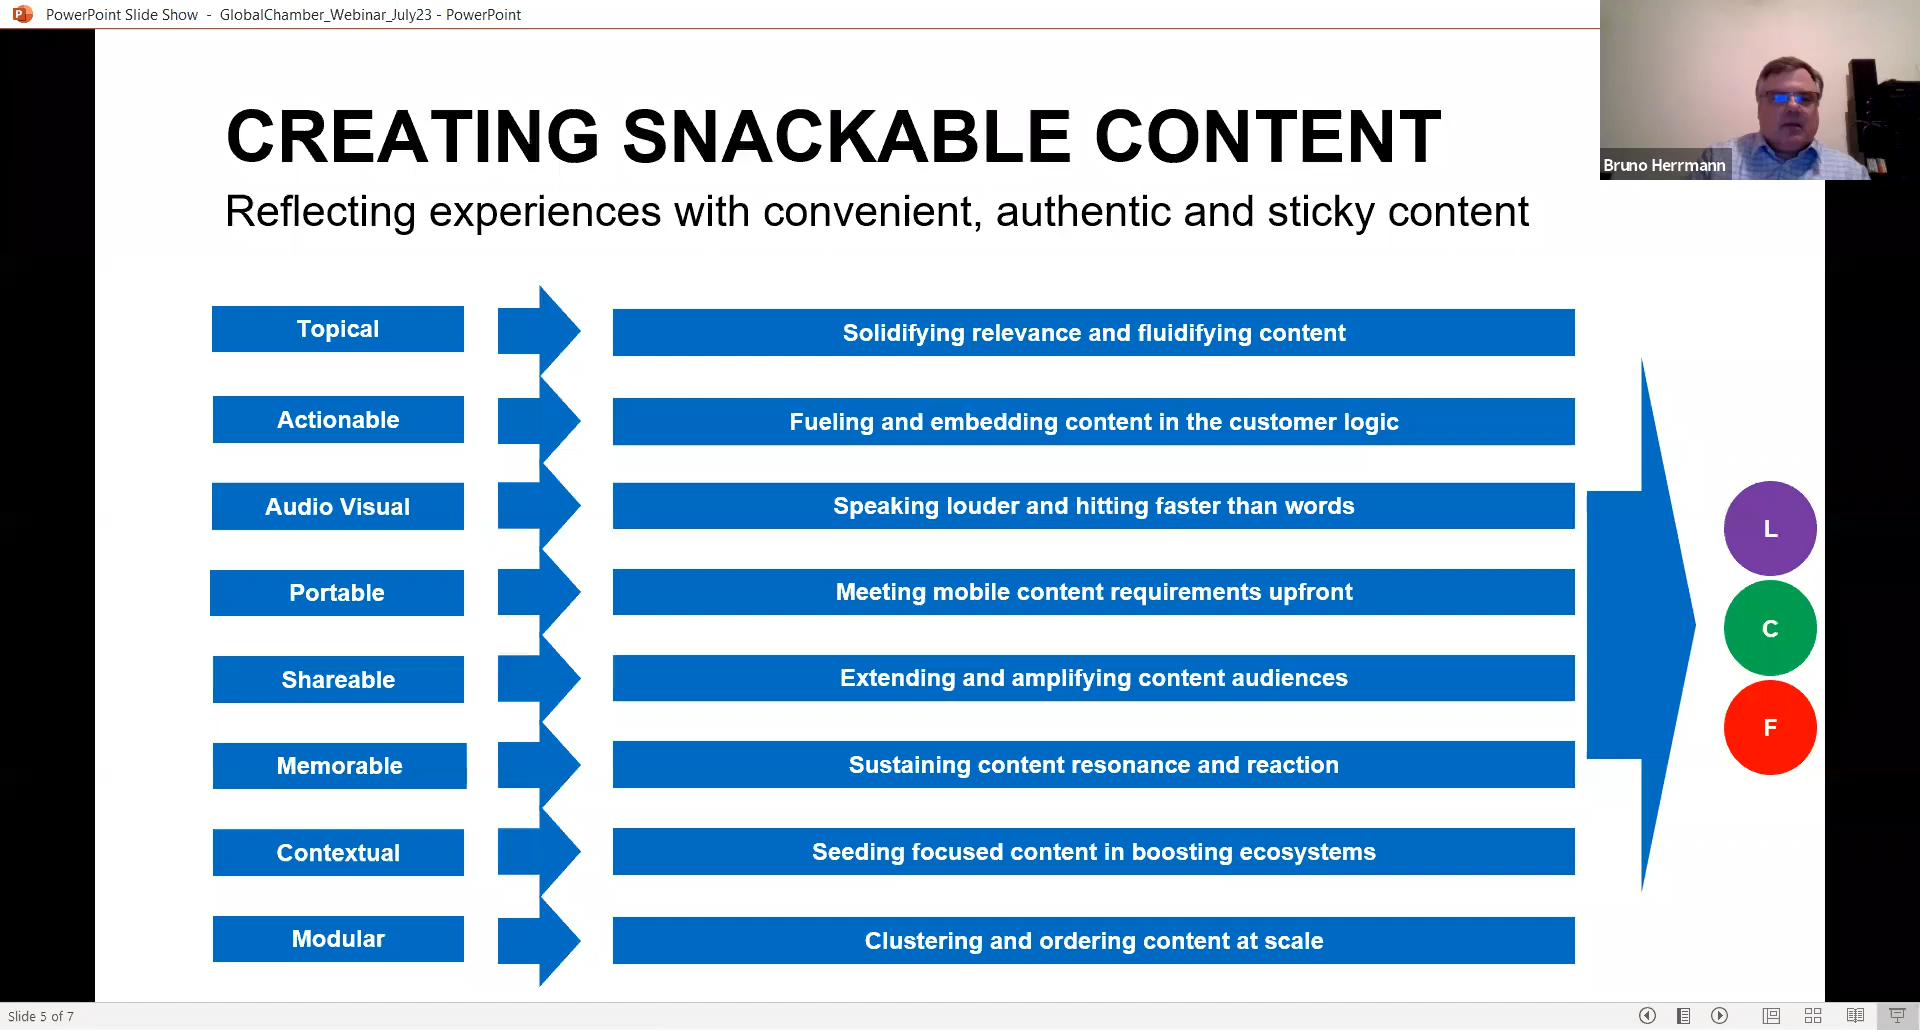 PowerPoint Slide Show - GlobalChamber_Webinar_July23 - PowerPoint
Bruno Herrmann
CREATING SNACKABLE CONTENT
Reflecting experiences with convenient, authentic and sticky content
Topical
Solidifying relevance and fluidifying content
Actionable
Fueling and embedding content in the customer logic
Audio Visual
Speaking louder and hitting faster than words
Portable
Meeting mobile content requirements upfront
Shareable
Extending and amplifying content audiences
Memorable
Sustaining content resonance and reaction
Contextual
Seeding focused content in boosting ecosystems
Modular
Clustering and ordering content at scale
L
C
F
Slide 5 of 7